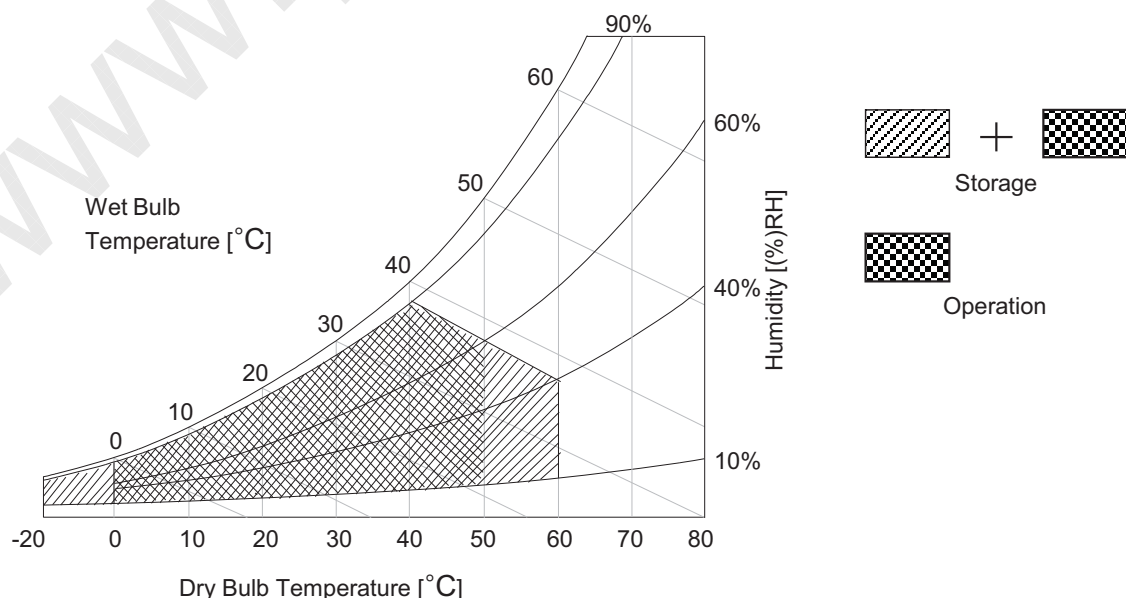 90%
60
60%
50
Wet Bulb
Temperature [°C]
40
40%
30
20
10
0
10%
Humidity [(%)RH]
-20 0 10 20 30 40 50 60 70 80
Dry Bulb Temperature [°C]
+
Storage
Operation